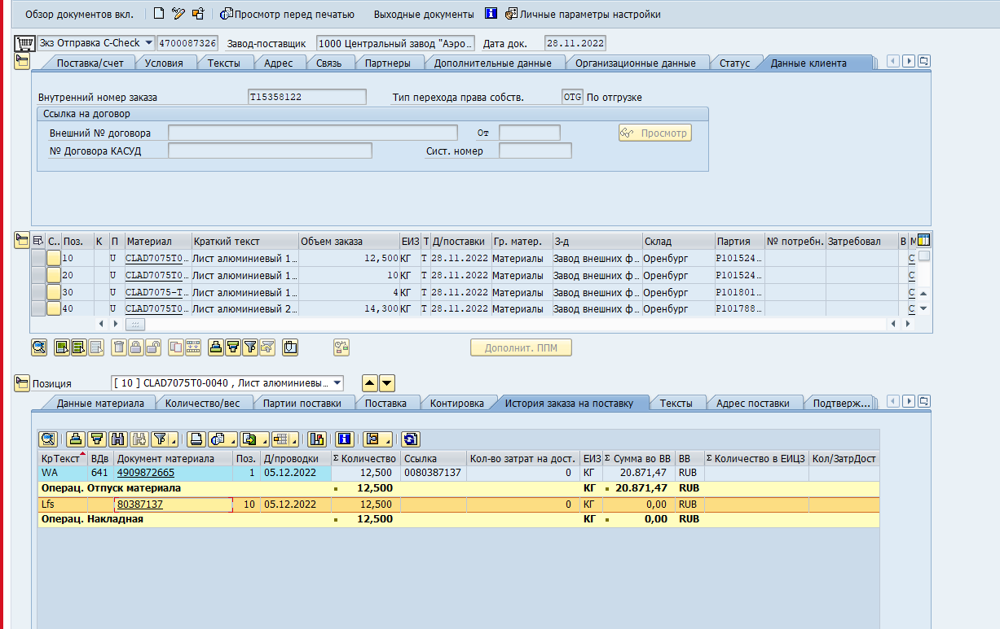 Обзор документов вкл. Просмотр перед печатью Выходные документы Личные параметры настройки
Зкз Отправка C-Check 4700087326 Завод-поставщик 1000 Центральный завод "Аэро... Дата док. 28.11.2022
Поставка/счет Условия Тексты Адрес Связь Партнеры Дополнительные данные Организационные данные Статус Данные клиента
Внутренний номер заказа T15358122 Тип перехода права собств. OTG По отгрузке
Ссылка на договор
Внешний № договора От Просмотр
№ Договора КАСУД Сист. номер
С.. Поз. К П Материал Краткий текст Объем заказа ЕИЗ Т Д/поставки Гр. матер. З-д Склад Партия № потребн. Затребовал В М
10 U CLAD7075T0... Лист алюминиевый 1... 12,500 КГ T 28.11.2022 Материалы Завод внешних ф... Оренбург P101524...
20 U CLAD7075T0... Лист алюминиевый 1... 10 КГ T 28.11.2022 Материалы Завод внешних ф... Оренбург P101524...
30 U CLAD7075-T... Лист алюминиевый 1... 4 КГ T 28.11.2022 Материалы Завод внешних ф... Оренбург P101801...
40 U CLAD7075T0... Лист алюминиевый 2... 14,300 КГ T 28.11.2022 Материалы Завод внешних ф... Оренбург P101788...
Дополнит. ППМ
Позиция [ 10 ] CLAD7075T0-0040 , Лист алюминиевы...
Данные материала Количество/вес Партии поставки Поставка Контировка История заказа на поставку Тексты Адрес поставки Подтверж...
КрТекст ВДв Документ материала Поз. Д/проводки Σ Количество Ссылка Кол-во затрат на дост. ЕИЗ Σ Сумма во ВВ ВВ Σ Количество в ЕИЦЗ Кол/ЗатрДост
WA 641 4909872665 1 05.12.2022 12,500 0080387137 0 КГ 20.871,47 RUB
Операц. Отпуск материала 12,500 КГ 20.871,47 RUB
Lfs 80387137 10 05.12.2022 12,500 0 КГ 0,00 RUB
Операц. Накладная 12,500 КГ 0,00 RUB